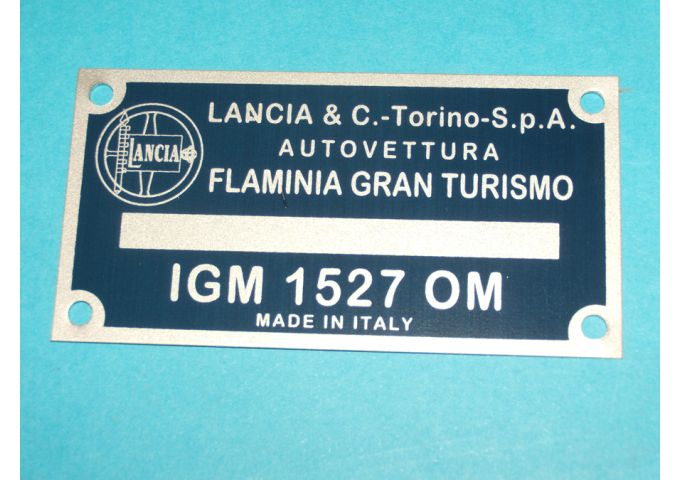 LANCIA & C.-Torino-S.p.A.
LANCIA
AUTOVETTURA
FLAMINIA GRAN TURISMO
IGM 1527 OM
MADE IN ITALY